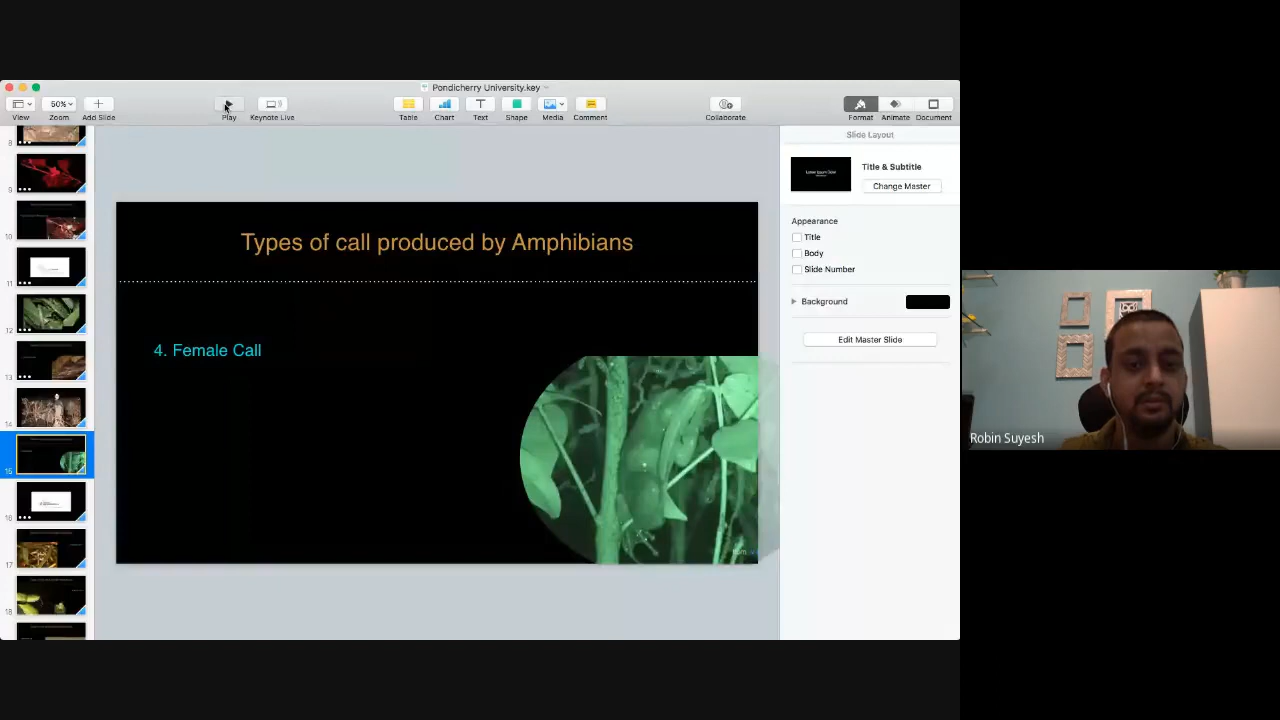 Pondicherry University.key
View
50%
Zoom
Add Slide
Play
Keynote Live
Table
Chart
Text
Shape
Media
Comment
Collaborate
Format
Animate
Document
Slide Layout
Title & Subtitle
Change Master
Appearance
Title
Body
Slide Number
Background
Edit Master Slide
8
9
10
11
12
13
14
15
16
17
18
Types of call produced by Amphibians
4. Female Call
Robin Suyesh